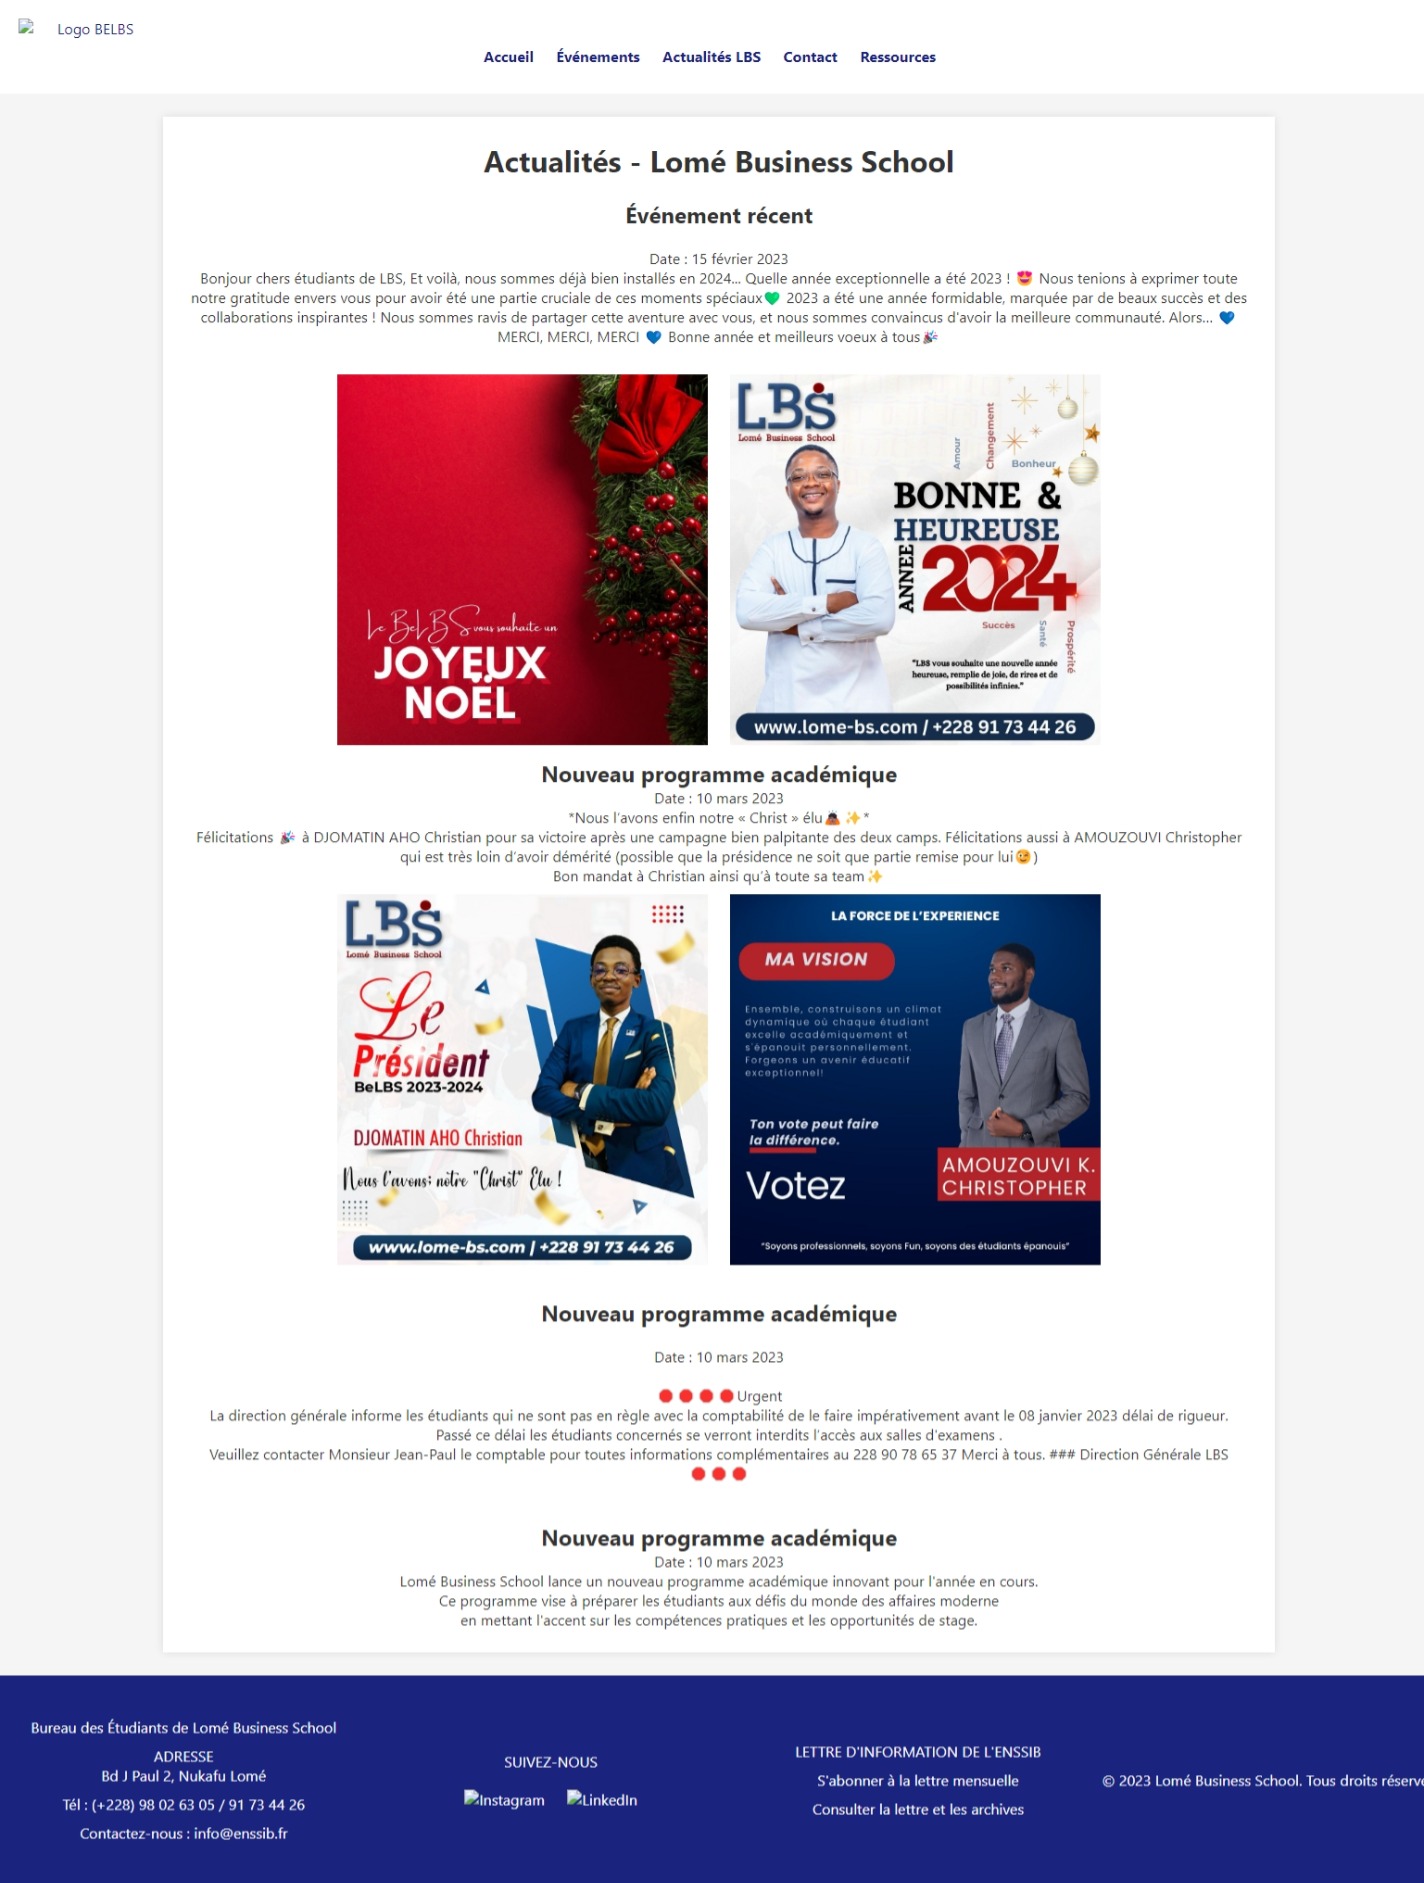 Logo BELBS
Accueil Événements Actualités LBS Contact Ressources
Actualités - Lomé Business School
Événement récent
Date : 15 février 2023
Bonjour chers étudiants de LBS, Et voilà, nous sommes déjà bien installés en 2024... Quelle année exceptionnelle a été 2023 ! 😍 Nous tenions à exprimer toute
notre gratitude envers vous pour avoir été une partie cruciale de ces moments spéciaux💚 2023 a été une année formidable, marquée par de beaux succès et des
collaborations inspirantes ! Nous sommes ravis de partager cette aventure avec vous, et nous sommes convaincus d'avoir la meilleure communauté. Alors... 💙
MERCI, MERCI, MERCI 💙 Bonne année et meilleurs voeux à tous🎉
Le BeLBS vous souhaite un
JOYEUX
NOËL
LBS
Lomé Business School
Amour
Changement
Bonheur
BONNE &
HEUREUSE
ANNEE
2024
Succès
Santé
Prospérité
"LBS vous souhaite une nouvelle année
heureuse, remplie de joie, de rires et de
possibilités infinies."
www.lome-bs.com / +228 91 73 44 26
Nouveau programme académique
Date : 10 mars 2023
*Nous l'avons enfin notre « Christ » élu🙇🏿✨*
Félicitations 🎉 à DJOMATIN AHO Christian pour sa victoire après une campagne bien palpitante des deux camps. Félicitations aussi à AMOUZOUVI Christopher
qui est très loin d'avoir démérité (possible que la présidence ne soit que partie remise pour lui😉)
Bon mandat à Christian ainsi qu'à toute sa team✨
LBS
Lomé Business School
Le
Président
BeLBS 2023-2024
DJOMATIN AHO Christian
Nous l'avons; notre "Christ" Elu !
www.lome-bs.com | +228 91 73 44 26
LA FORCE DE L'EXPERIENCE
MA VISION
Ensemble, construisons un climat
dynamique où chaque étudiant
excelle académiquement et
s'épanouit personnellement.
Forgeons un avenir éducatif
exceptionnel!
Ton vote peut faire
la différence.
Votez
AMOUZOUVI K.
CHRISTOPHER
"Soyons professionnels, soyons Fun, soyons des étudiants épanouis"
Nouveau programme académique
Date : 10 mars 2023
🔴🔴🔴🔴Urgent
La direction générale informe les étudiants qui ne sont pas en règle avec la comptabilité de le faire impérativement avant le 08 janvier 2023 délai de rigueur.
Passé ce délai les étudiants concernés se verront interdits l'accès aux salles d'examens .
Veuillez contacter Monsieur Jean-Paul le comptable pour toutes informations complémentaires au 228 90 78 65 37 Merci à tous. ### Direction Générale LBS
🔴🔴🔴
Nouveau programme académique
Date : 10 mars 2023
Lomé Business School lance un nouveau programme académique innovant pour l'année en cours.
Ce programme vise à préparer les étudiants aux défis du monde des affaires moderne
en mettant l'accent sur les compétences pratiques et les opportunités de stage.
Bureau des Étudiants de Lomé Business School
ADRESSE
Bd J Paul 2, Nukafu Lomé
Tél : (+228) 98 02 63 05 / 91 73 44 26
Contactez-nous : info@enssib.fr
SUIVEZ-NOUS
Instagram LinkedIn
LETTRE D'INFORMATION DE L'ENSSIB
S'abonner à la lettre mensuelle
Consulter la lettre et les archives
© 2023 Lomé Business School. Tous droits réserve